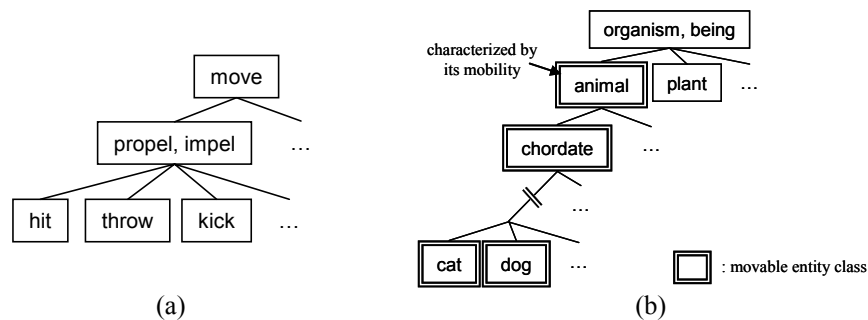 move
propel, impel
...
hit throw kick ...
(a)
organism, being
characterized by
its mobility
animal plant ...
chordate ...
...
cat dog ...
: movable entity class
(b)